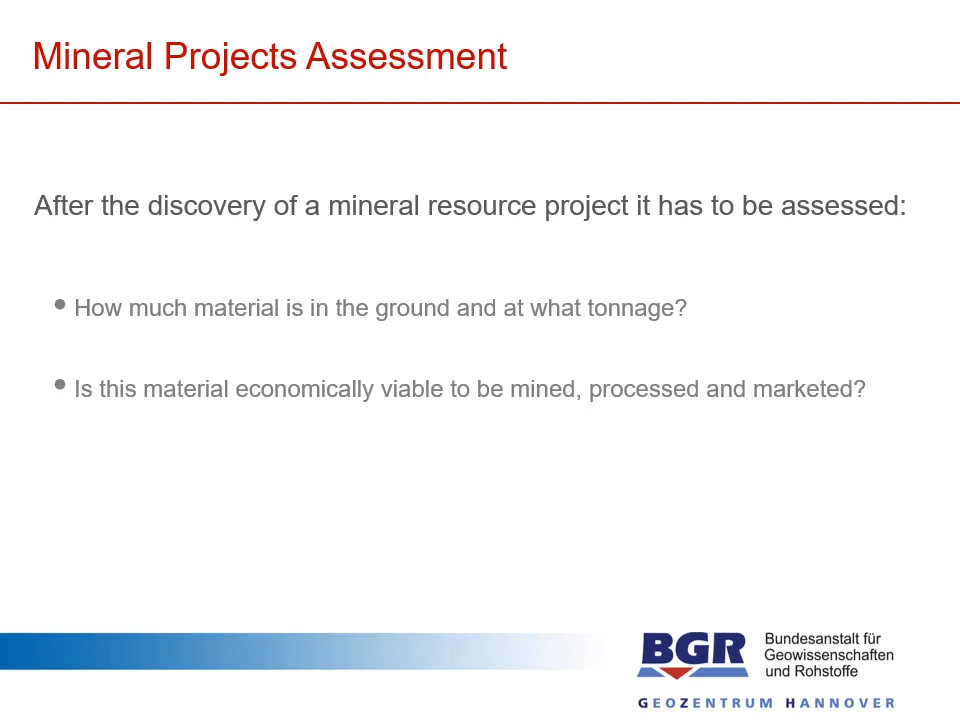 Mineral Projects Assessment
After the discovery of a mineral resource project it has to be assessed:
• How much material is in the ground and at what tonnage?
• Is this material economically viable to be mined, processed and marketed?
BGR
Bundesanstalt für
Geowissenschaften
und Rohstoffe
GEOZENTRUM HANNOVER